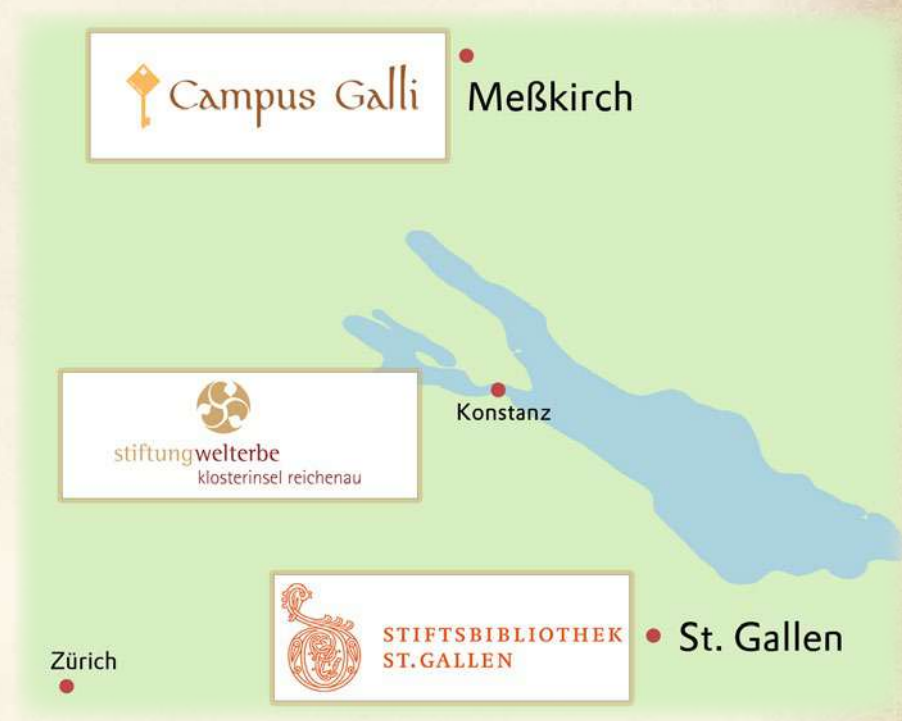 Campus Galli
Meßkirch
Konstanz
stiftungwelterbe
klosterinsel reichenau
STIFTSBIBLIOTHEK
ST.GALLEN
St. Gallen
Zürich